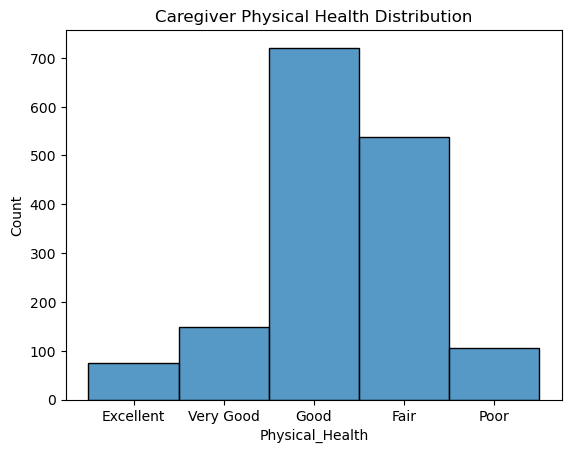 Caregiver Physical Health Distribution
700
600
500
400
300
200
100
0
Count
Excellent Very Good Good Fair Poor
Physical_Health